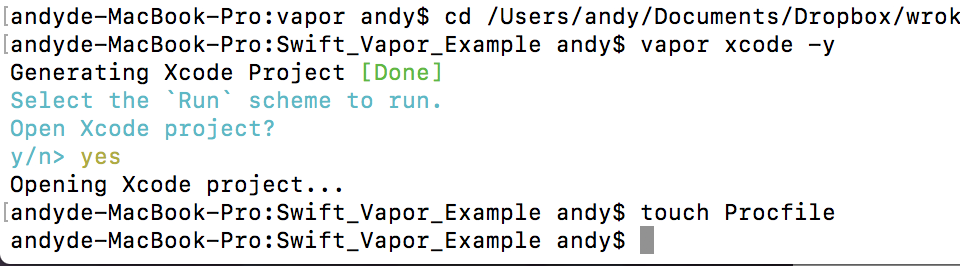 [andyde-MacBook-Pro:vapor andy$ cd /Users/andy/Documents/Dropbox/wrok
[andyde-MacBook-Pro:Swift_Vapor_Example andy$ vapor xcode -y
Generating Xcode Project [Done]
Select the `Run` scheme to run.
Open Xcode project?
y/n> yes
Opening Xcode project...
[andyde-MacBook-Pro:Swift_Vapor_Example andy$ touch Procfile
andyde-MacBook-Pro:Swift_Vapor_Example andy$